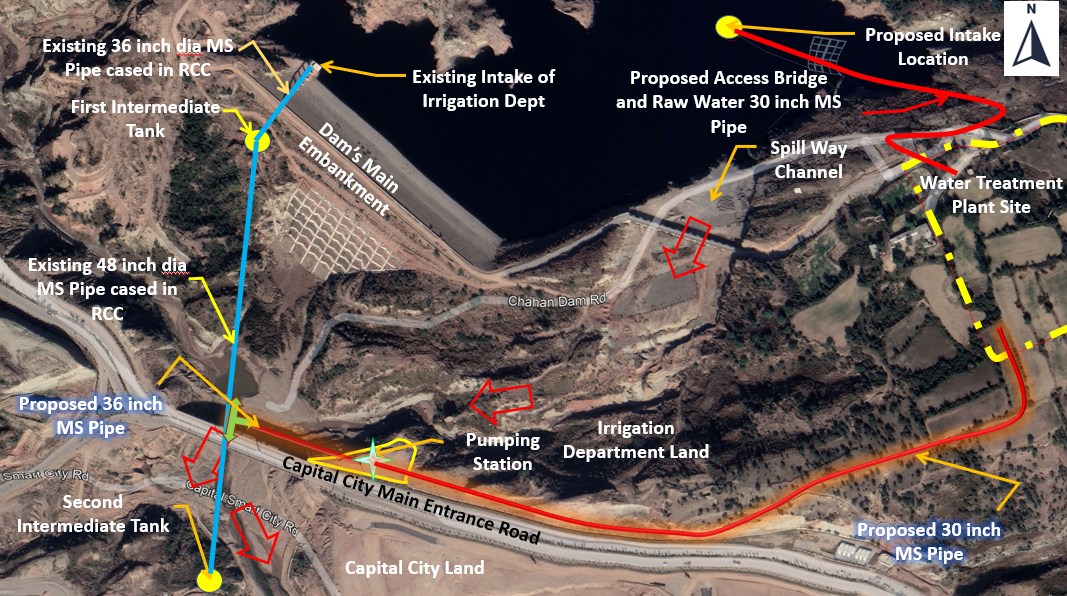 N
Existing 36 inch dia MS
Pipe cased in RCC
Existing Intake of
Irrigation Dept
First Intermediate
Tank
Dam's Main
Embankment
Proposed Intake
Location
Proposed Access Bridge
and Raw Water 30 inch MS
Pipe
Spill Way
Channel
Water Treatment
Plant Site
Existing 48 inch dia
MS Pipe cased in
RCC
Chahan Dam Rd
Proposed 36 inch
MS Pipe
Pumping
Station
Irrigation
Department Land
Capital City Main Entrance Road
Smart City Rd
Capital Smart City Rd
Second
Intermediate Tank
Proposed 30 inch
MS Pipe
Capital City Land